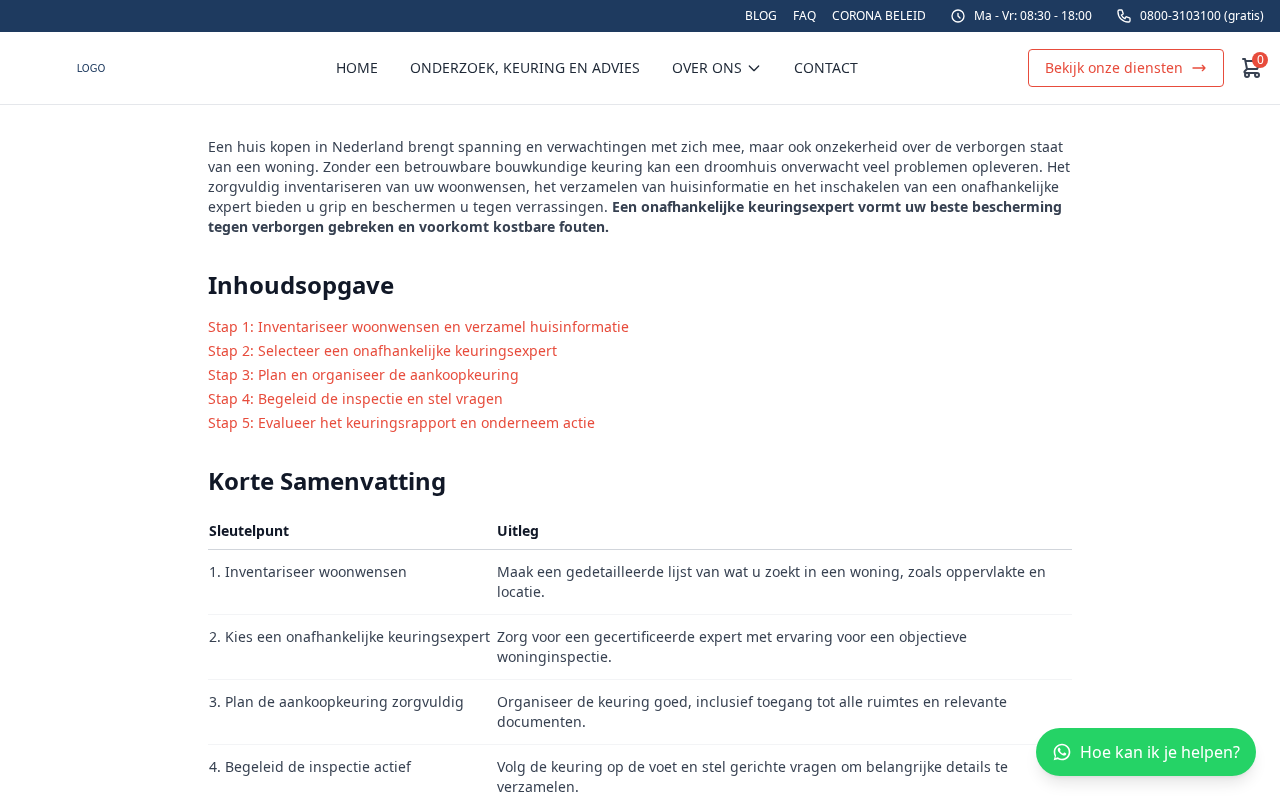 BLOG FAQ CORONA BELEID Ma - Vr: 08:30 - 18:00 0800-3103100 (gratis)
LOGO HOME ONDERZOEK, KEURING EN ADVIES OVER ONS CONTACT Bekijk onze diensten → 0
Een huis kopen in Nederland brengt spanning en verwachtingen met zich mee, maar ook onzekerheid over de verborgen staat
van een woning. Zonder een betrouwbare bouwkundige keuring kan een droomhuis onverwacht veel problemen opleveren. Het
zorgvuldig inventariseren van uw woonwensen, het verzamelen van huisinformatie en het inschakelen van een onafhankelijke
expert bieden u grip en beschermen u tegen verrassingen. Een onafhankelijke keuringsexpert vormt uw beste bescherming
tegen verborgen gebreken en voorkomt kostbare fouten.
Inhoudsopgave
Stap 1: Inventariseer woonwensen en verzamel huisinformatie
Stap 2: Selecteer een onafhankelijke keuringsexpert
Stap 3: Plan en organiseer de aankoopkeuring
Stap 4: Begeleid de inspectie en stel vragen
Stap 5: Evalueer het keuringsrapport en onderneem actie
Korte Samenvatting
Sleutelpunt Uitleg
1. Inventariseer woonwensen Maak een gedetailleerde lijst van wat u zoekt in een woning, zoals oppervlakte en
locatie.
2. Kies een onafhankelijke keuringsexpert Zorg voor een gecertificeerde expert met ervaring voor een objectieve
woninginspectie.
3. Plan de aankoopkeuring zorgvuldig Organiseer de keuring goed, inclusief toegang tot alle ruimtes en relevante
documenten.
4. Begeleid de inspectie actief Volg de keuring op de voet en stel gerichte vragen om belangrijke details te
verzamelen.
Hoe kan ik je helpen?